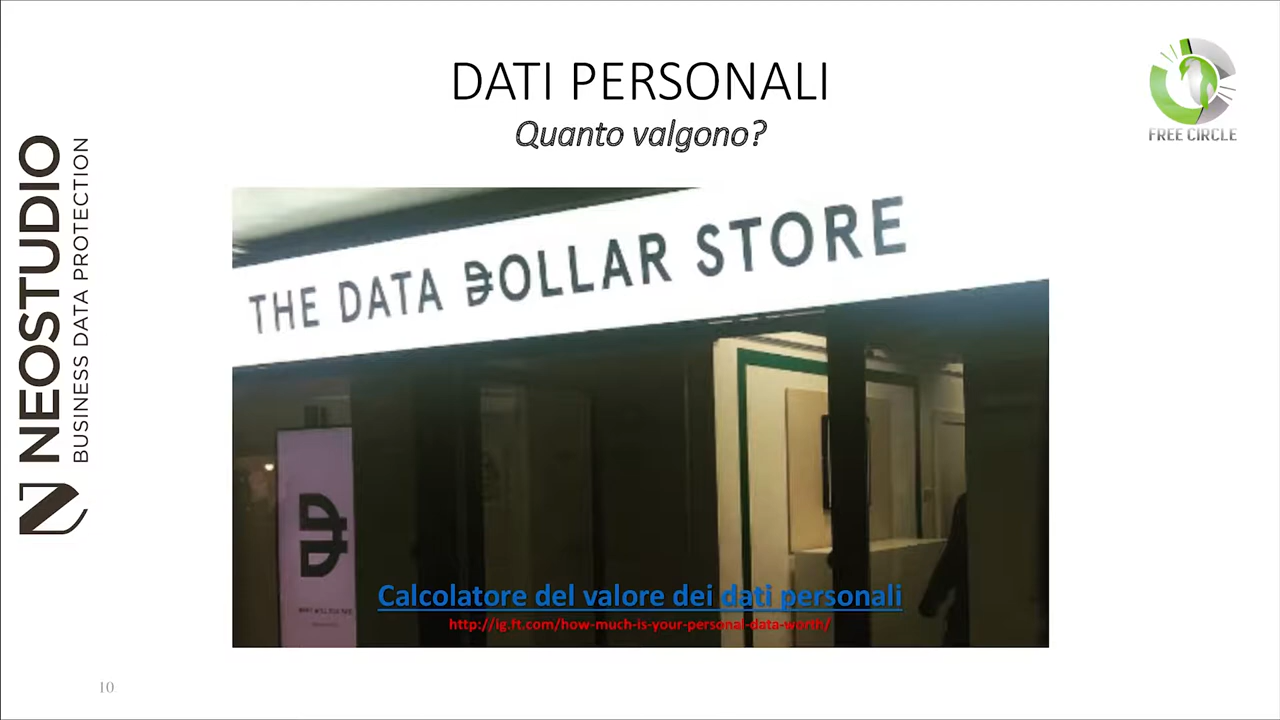 DATI PERSONALI
Quanto valgono?
FREE CIRCLE
NEOSTUDIO
BUSINESS DATA PROTECTION
THE DATA DOLLAR STORE
Calcolatore del valore dei dati personali
http://ig.ft.com/how-much-is-your-personal-data-worth/
10